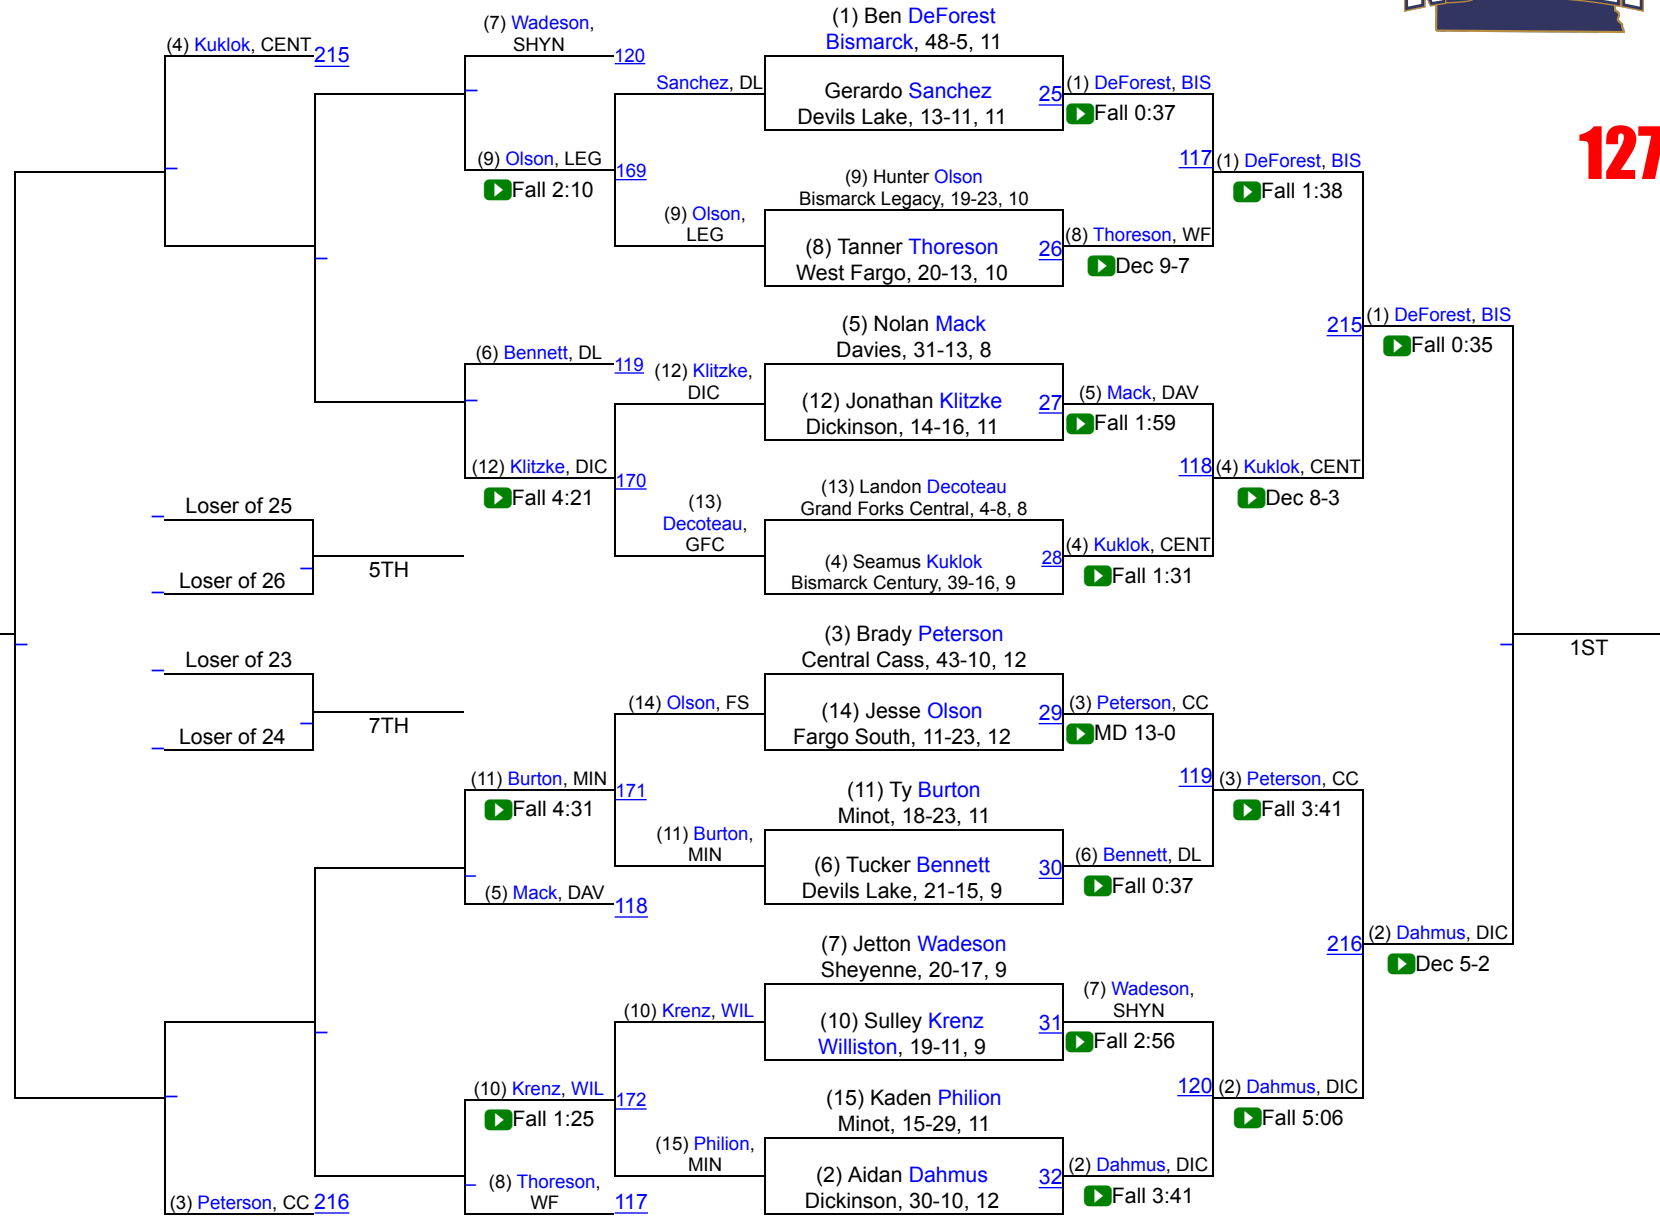 (4) Kuklok, CENT
215
(7) Wadeson,
SHYN
120
(9) Olson, LEG
Fall 2:10
169
Sanchez, DL
(9) Olson,
LEG
(6) Bennett, DL
119
(12) Klitzke, DIC
Fall 4:21
170
(12) Klitzke,
DIC
(13)
Decoteau,
GFC
Loser of 25
Loser of 26
5TH
Loser of 23
Loser of 24
7TH
(14) Olson, FS
(11) Burton, MIN
Fall 4:31
171
(11) Burton,
MIN
(5) Mack, DAV
118
(10) Krenz, WIL
(10) Krenz, WIL
Fall 1:25
172
(15) Philion,
MIN
(8) Thoreson,
WF
117
(3) Peterson, CC
216
(1) Ben DeForest
Bismarck, 48-5, 11
Gerardo Sanchez
Devils Lake, 13-11, 11
25
(9) Hunter Olson
Bismarck Legacy, 19-23, 10
(8) Tanner Thoreson
West Fargo, 20-13, 10
26
(5) Nolan Mack
Davies, 31-13, 8
(12) Jonathan Klitzke
Dickinson, 14-16, 11
27
(13) Landon Decoteau
Grand Forks Central, 4-8, 8
(4) Seamus Kuklok
Bismarck Century, 39-16, 9
28
(3) Brady Peterson
Central Cass, 43-10, 12
(14) Jesse Olson
Fargo South, 11-23, 12
29
(11) Ty Burton
Minot, 18-23, 11
(6) Tucker Bennett
Devils Lake, 21-15, 9
30
(7) Jetton Wadeson
Sheyenne, 20-17, 9
(10) Sulley Krenz
Williston, 19-11, 9
31
(15) Kaden Philion
Minot, 15-29, 11
(2) Aidan Dahmus
Dickinson, 30-10, 12
32
(1) DeForest, BIS
Fall 0:37
117
(8) Thoreson, WF
Dec 9-7
(5) Mack, DAV
Fall 1:59
118
(4) Kuklok, CENT
Fall 1:31
(3) Peterson, CC
MD 13-0
119
(6) Bennett, DL
Fall 0:37
(7) Wadeson,
SHYN
Fall 2:56
120
(2) Dahmus, DIC
Fall 3:41
(1) DeForest, BIS
Fall 1:38
215
(4) Kuklok, CENT
Dec 8-3
(3) Peterson, CC
Fall 3:41
216
(2) Dahmus, DIC
Fall 5:06
(1) DeForest, BIS
Fall 0:35
(2) Dahmus, DIC
Dec 5-2
1ST
127